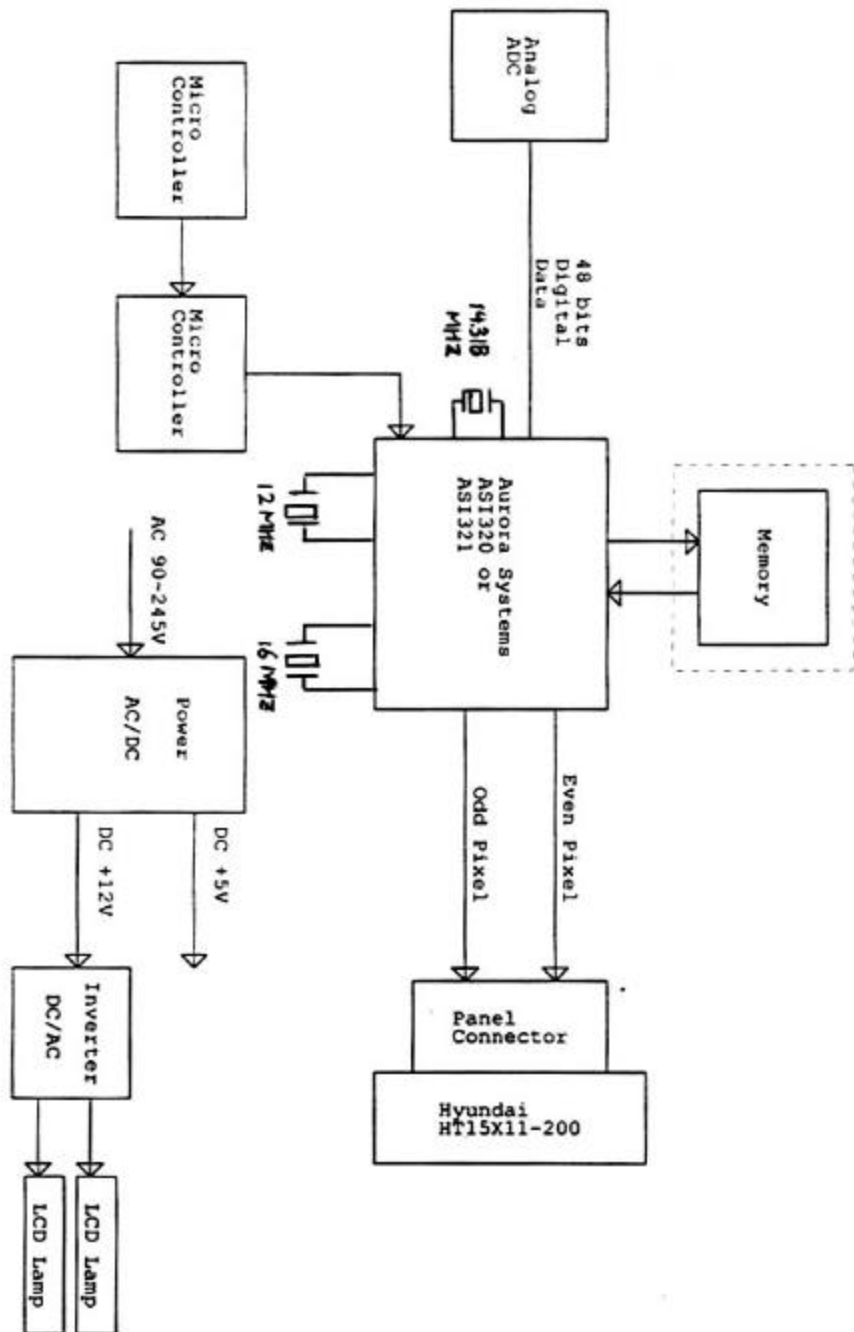 Analog
ADC
48 bits
Digital
Data
Micro
Controller
Micro
Controller
14.318
MHZ
12 MHZ
16 MHZ
Aurora Systems
ASI320 or
ASI321
Memory
Even Pixel
Odd Pixel
Panel
Connector
Hyundai
HT15X11-200
AC 90~245V
Power
AC/DC
DC +5V
DC +12V
Inverter
DC/AC
LCD Lamp
LCD Lamp